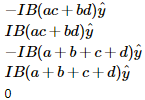 −IB(ac + bd)ŷ
IB(ac + bd)ŷ
−IB(a + b + c + d)ŷ
IB(a + b + c + d)ŷ
0